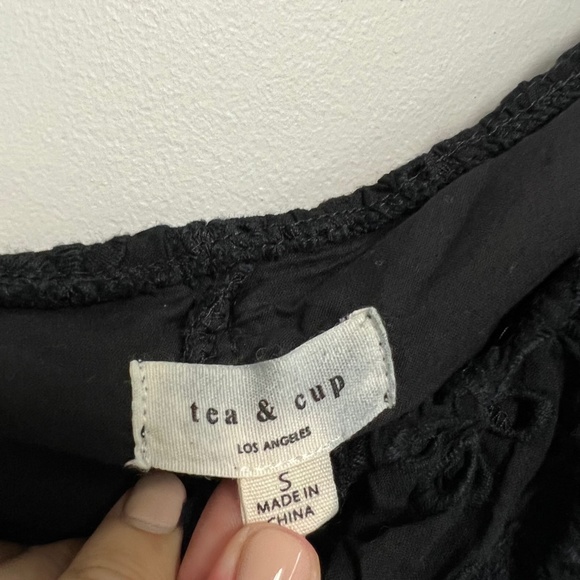 tea & cup
LOS ANGELES
S
MADE IN
CHINA